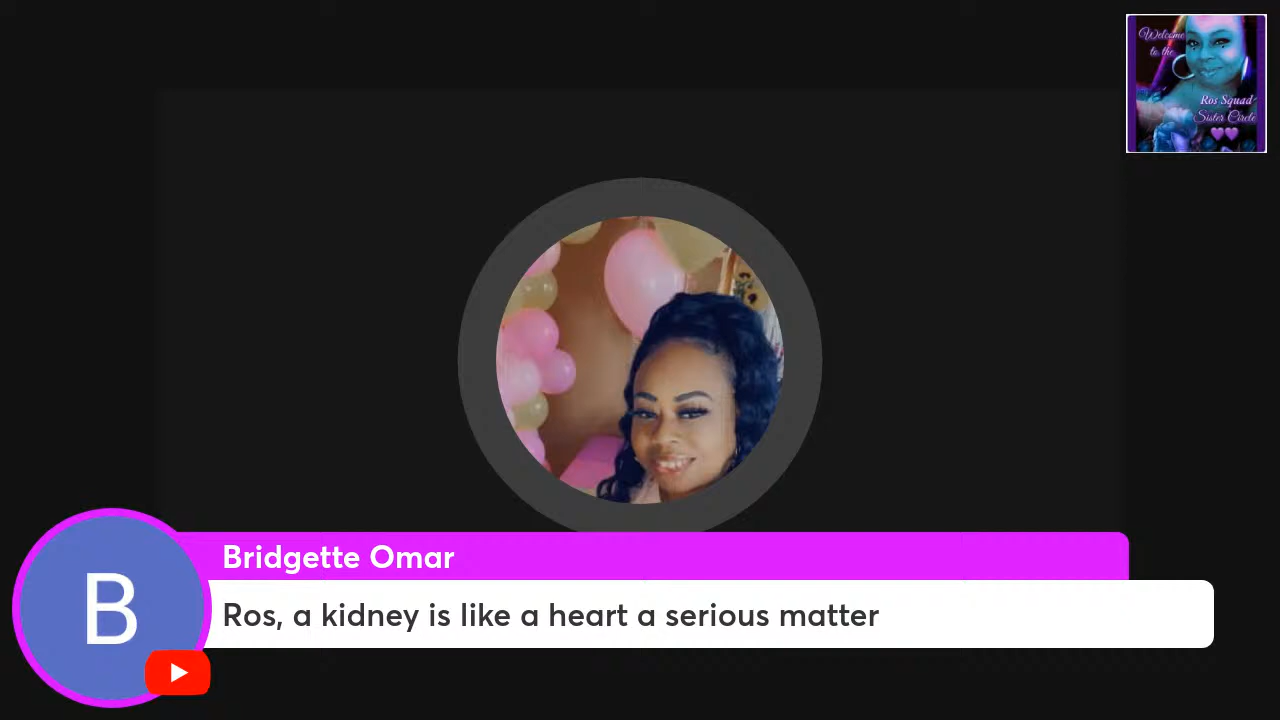 Welcome
to the
Ros Squad
Sister Circle
B
Bridgette Omar
Ros, a kidney is like a heart a serious matter